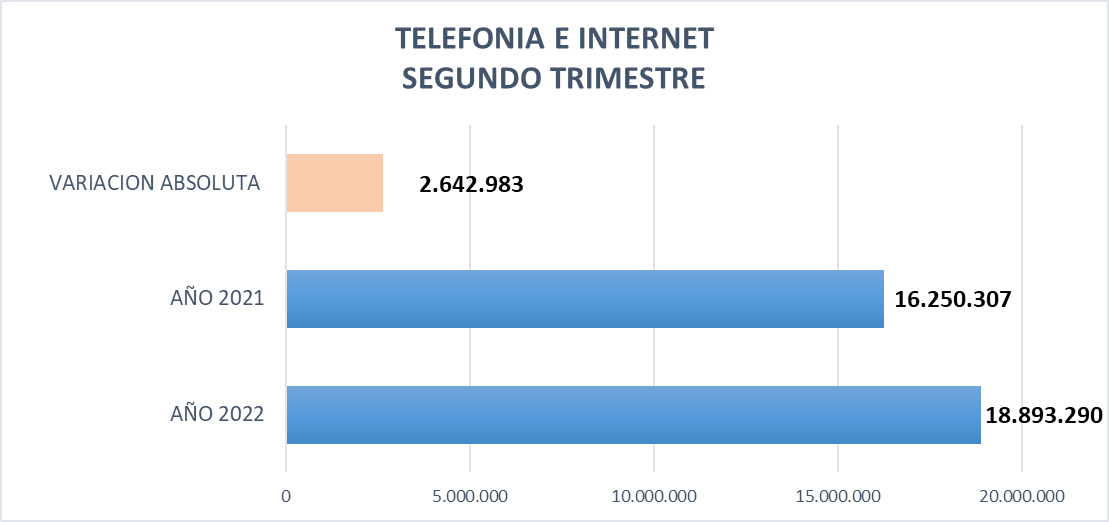 TELEFONIA E INTERNET
SEGUNDO TRIMESTRE
VARIACION ABSOLUTA
2.642.983
AÑO 2021
16.250.307
AÑO 2022
18.893.290
0
5.000.000
10.000.000
15.000.000
20.000.000